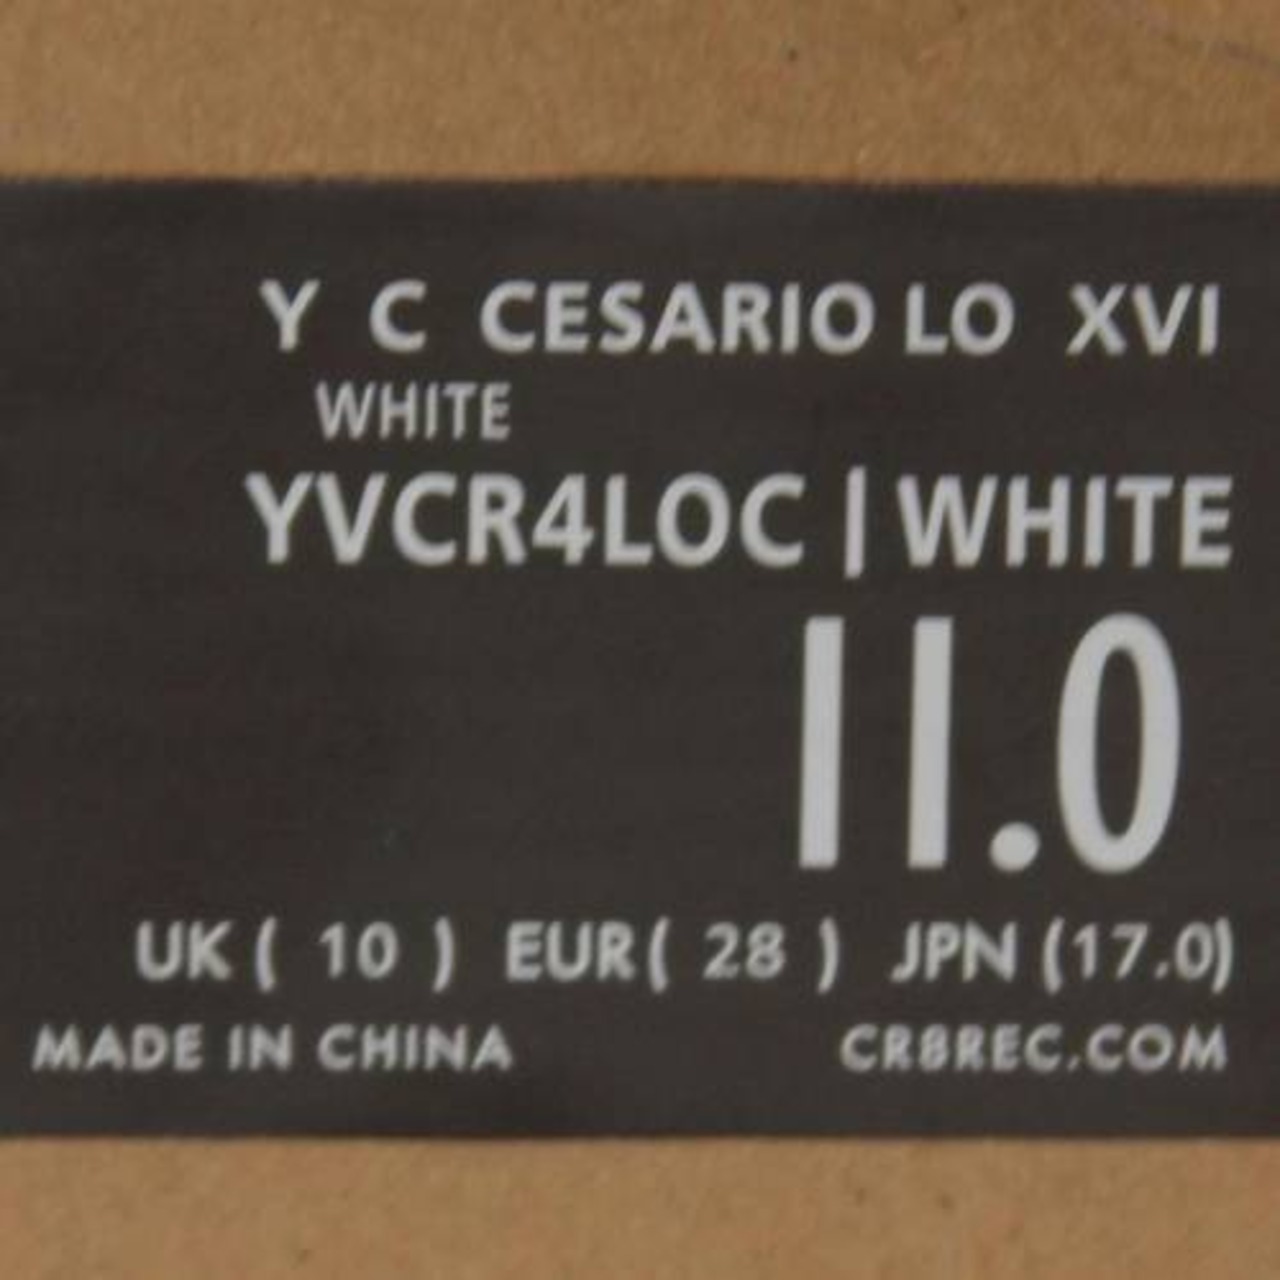 Y C CESARIO LO XVI
WHITE
YVCR4LOC | WHITE
11.0
UK ( 10 ) EUR ( 28 ) JPN (17.0)
MADE IN CHINA CR8REC.COM